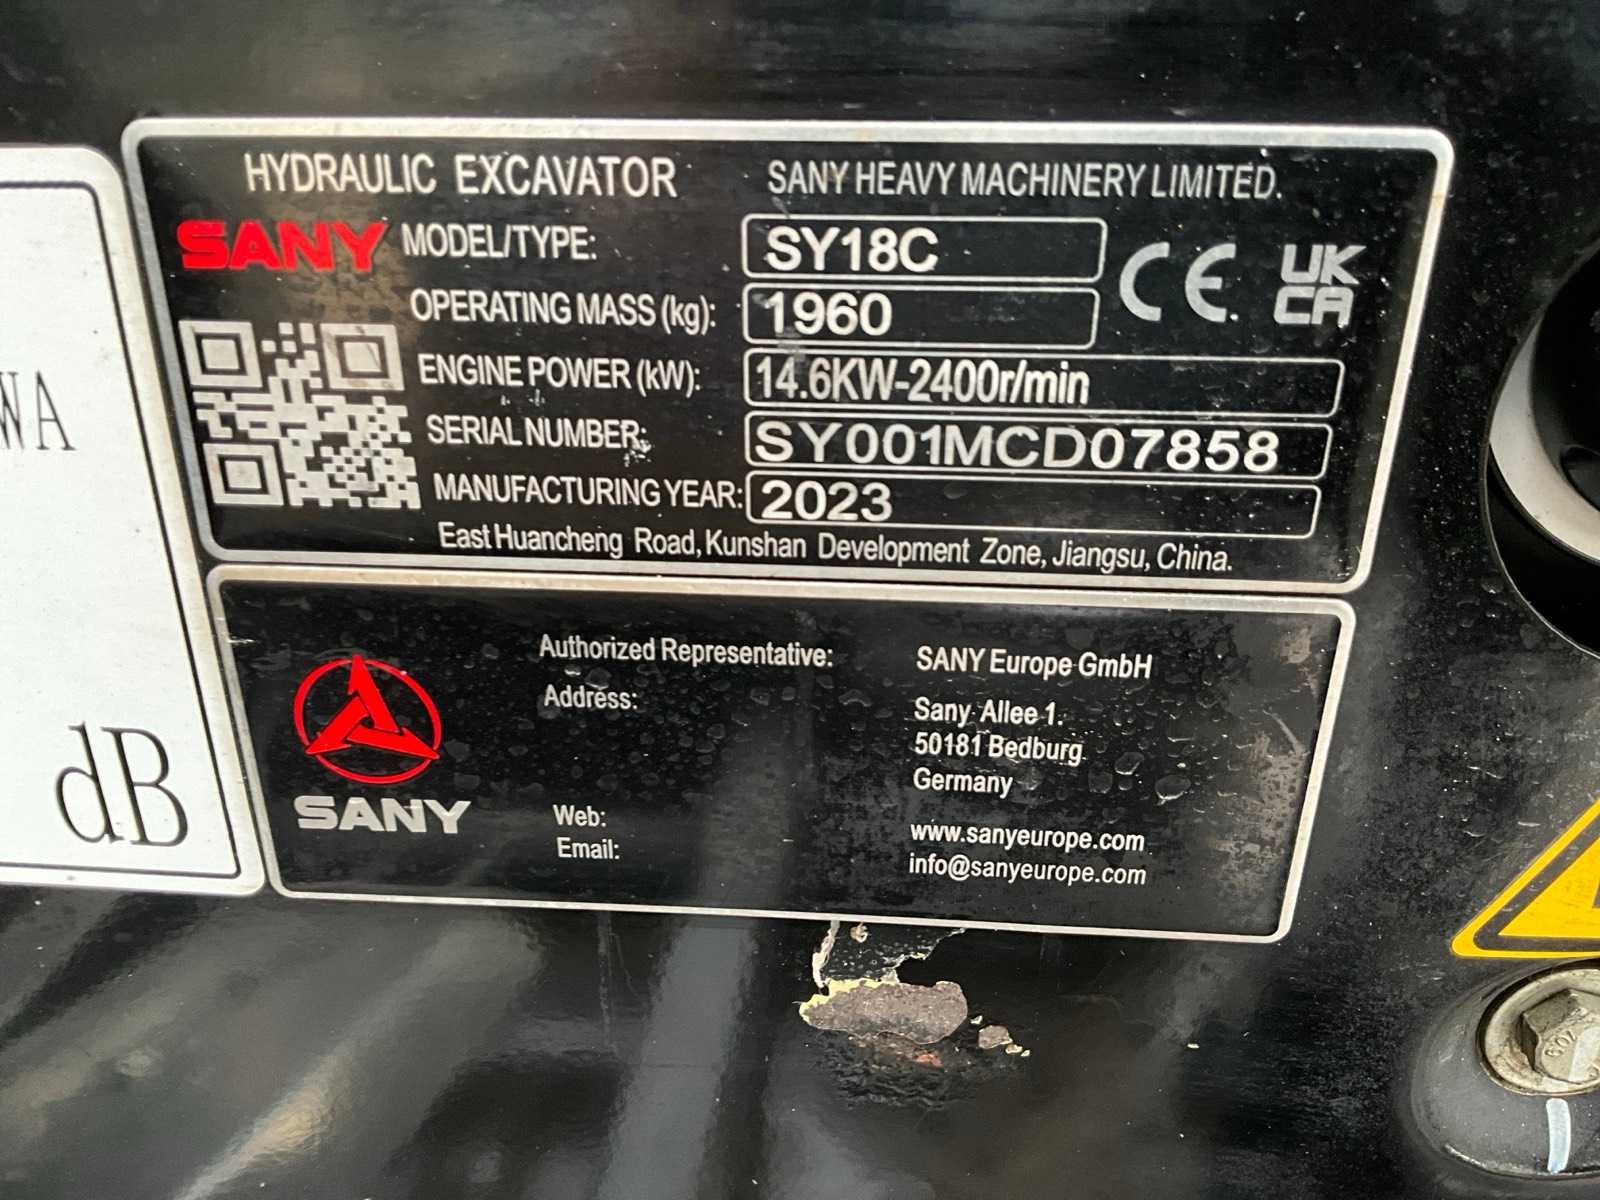 HYDRAULIC EXCAVATOR SANY HEAVY MACHINERY LIMITED.
SANY MODEL/TYPE: SY18C
CE UK CA
OPERATING MASS (kg): 1960
ENGINE POWER (kW): 14.6KW-2400r/min
SERIAL NUMBER: SY001MCD07858
MANUFACTURING YEAR: 2023
East Huancheng Road, Kunshan Development Zone, Jiangsu, China.
WA
dB
Authorized Representative: SANY Europe GmbH
Address: Sany Allee 1.
50181 Bedburg
Germany
SANY
Web: www.sanyeurope.com
Email: info@sanyeurope.com